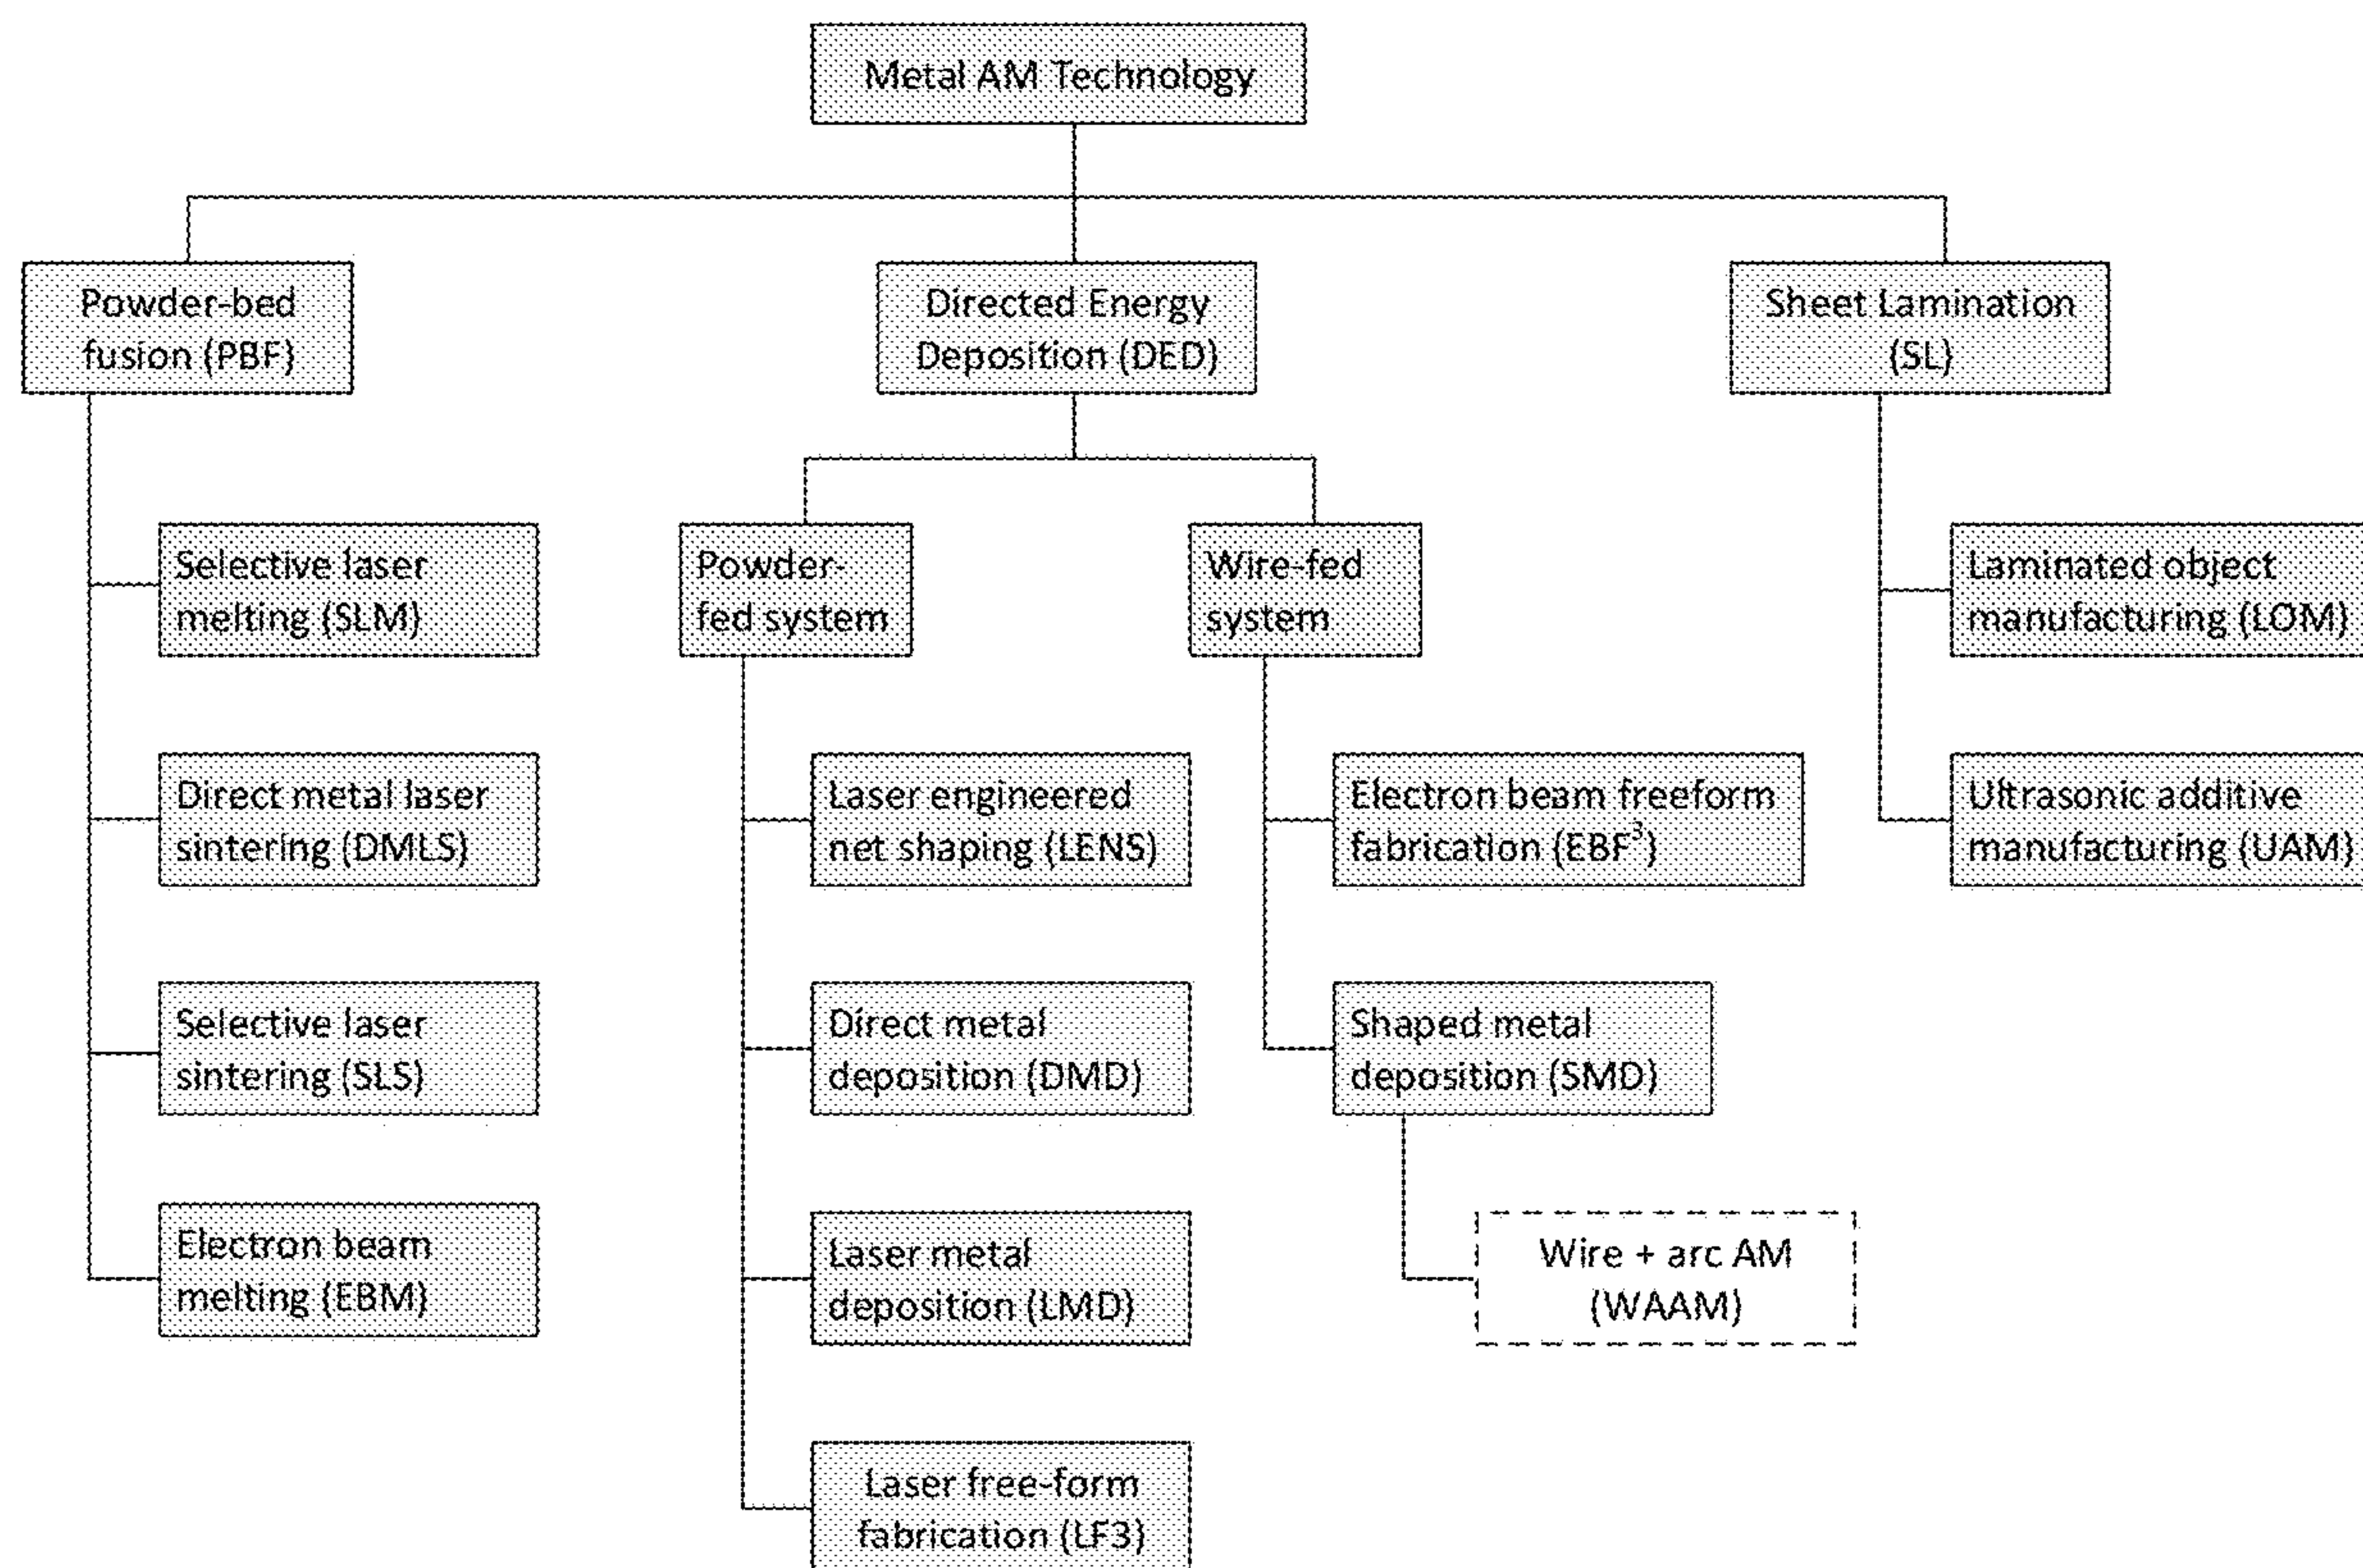 Metal AM Technology
Powder-bed
fusion (PBF)
Directed Energy
Deposition (DED)
Sheet Lamination
(SL)
Selective laser
melting (SLM)
Direct metal laser
sintering (DMLS)
Selective laser
sintering (SLS)
Electron beam
melting (EBM)
Powder-
fed system
Laser engineered
net shaping (LENS)
Direct metal
deposition (DMD)
Laser metal
deposition (LMD)
Laser free-form
fabrication (LF3)
Wire-fed
system
Electron beam freeform
fabrication (EBF³)
Shaped metal
deposition (SMD)
Wire + arc AM
(WAAM)
Laminated object
manufacturing (LOM)
Ultrasonic additive
manufacturing (UAM)